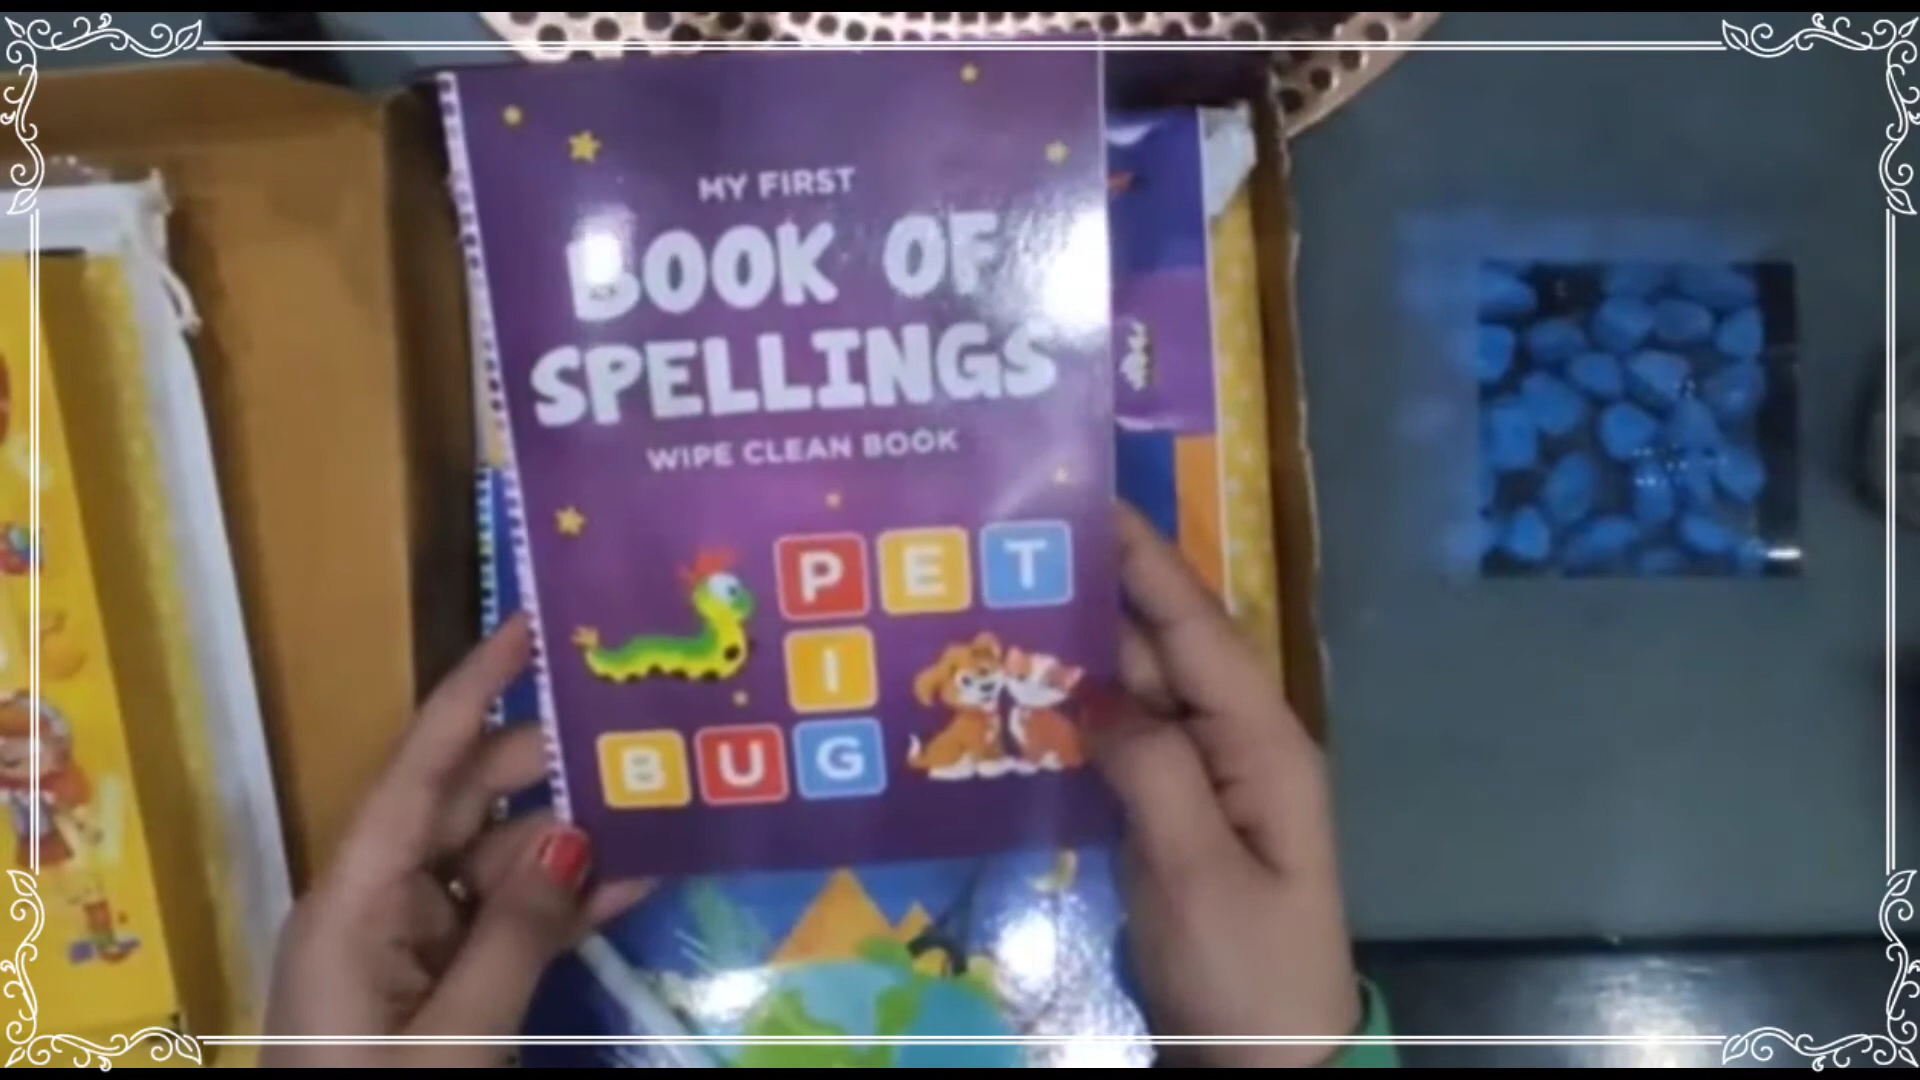 MY FIRST
BOOK OF
SPELLINGS
WIPE CLEAN BOOK
PET
I
BUG